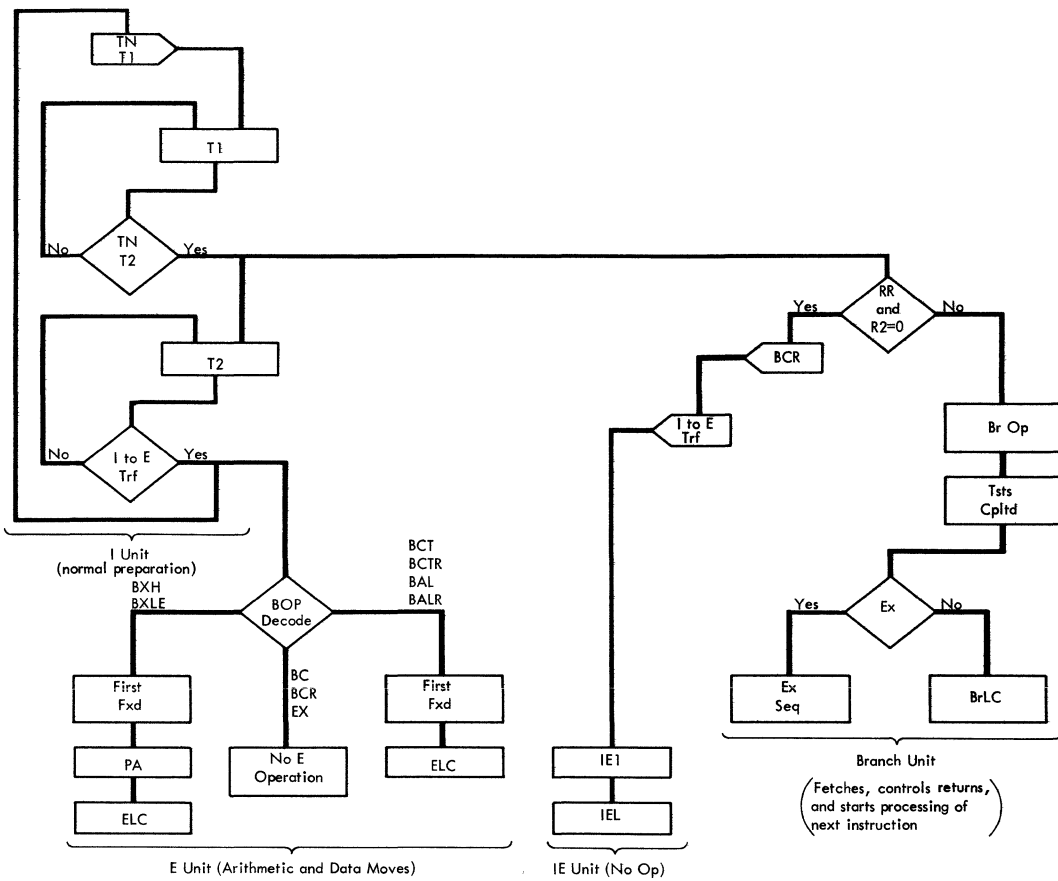 TN
T1
T1
No
TN
T2
Yes
T2
No
I to E
Trf
Yes
I Unit
(normal preparation)
BXH
BXLE
BOP
Decode
BCT
BCTR
BAL
BALR
BC
BCR
EX
First
Fxd
PA
ELC
No E
Operation
First
Fxd
ELC
E Unit (Arithmetic and Data Moves)
Yes
RR
and
R2=0
No
BCR
I to E
Trf
IE1
IEL
IE Unit (No Op)
Br Op
Tsts
Cpltd
Yes
Ex
No
Ex
Seq
BrLC
Branch Unit
(Fetches, controls returns,
and starts processing of
next instruction)